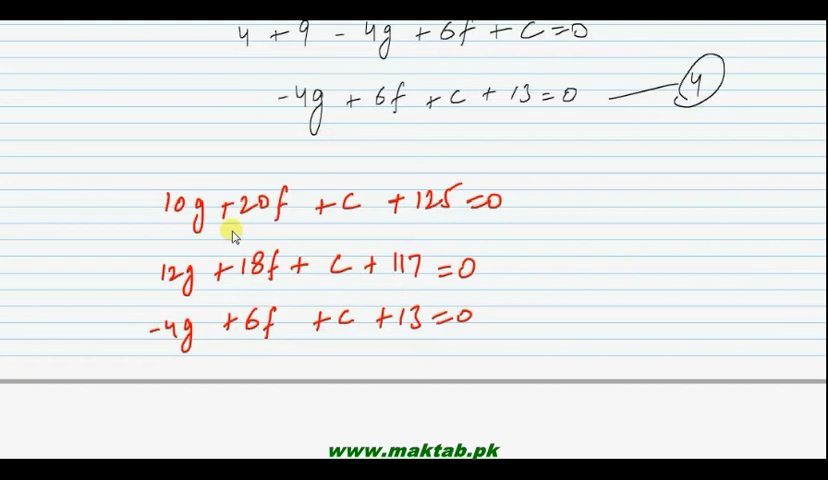 4 + 9 - 4g + 6f + c = 0
-4g + 6f + c + 13 = 0 — 4
10g + 20f + c + 125 = 0
12g + 18f + c + 117 = 0
-4g + 6f + c + 13 = 0
www.maktab.pk